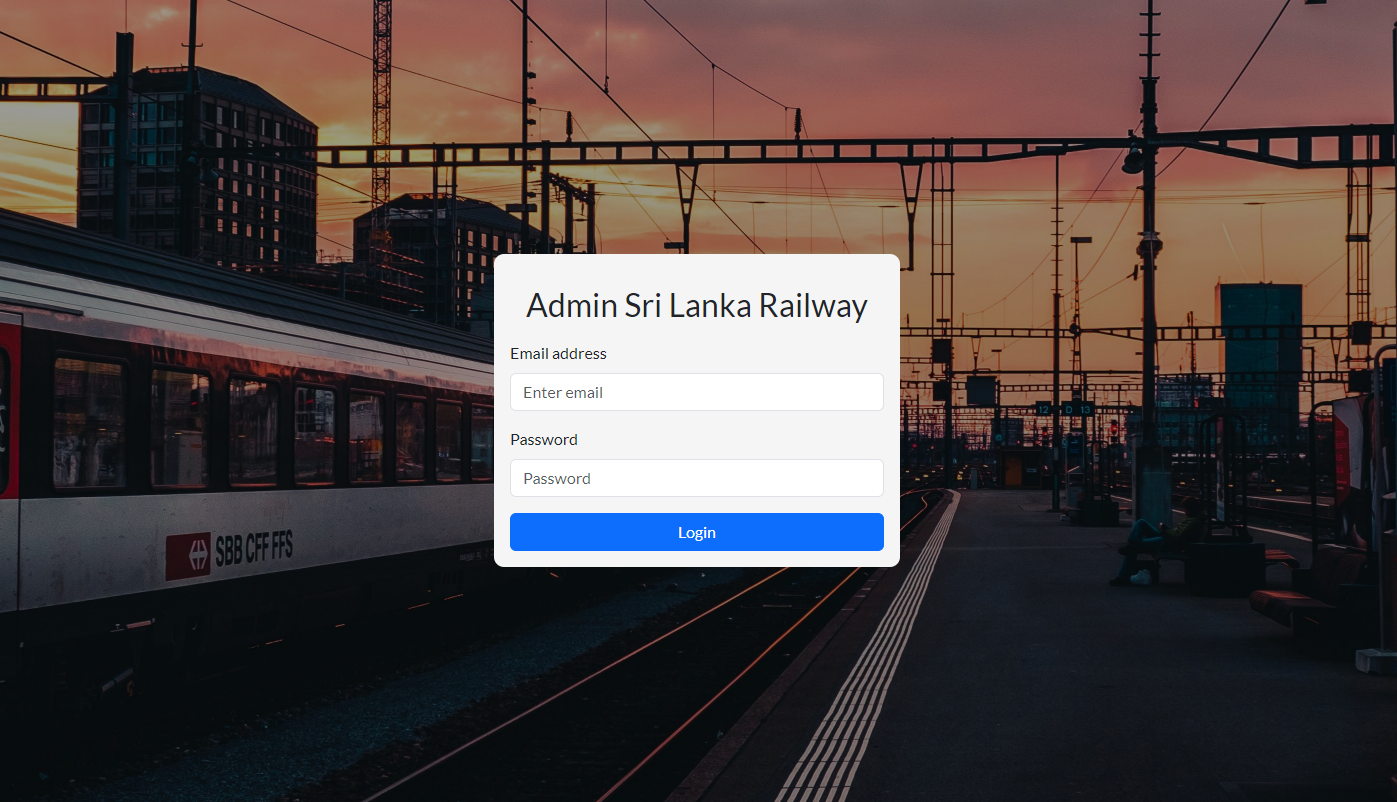 Admin Sri Lanka Railway
Email address
Enter email
Password
Password
Login
SBB CFF FFS
12 D 13